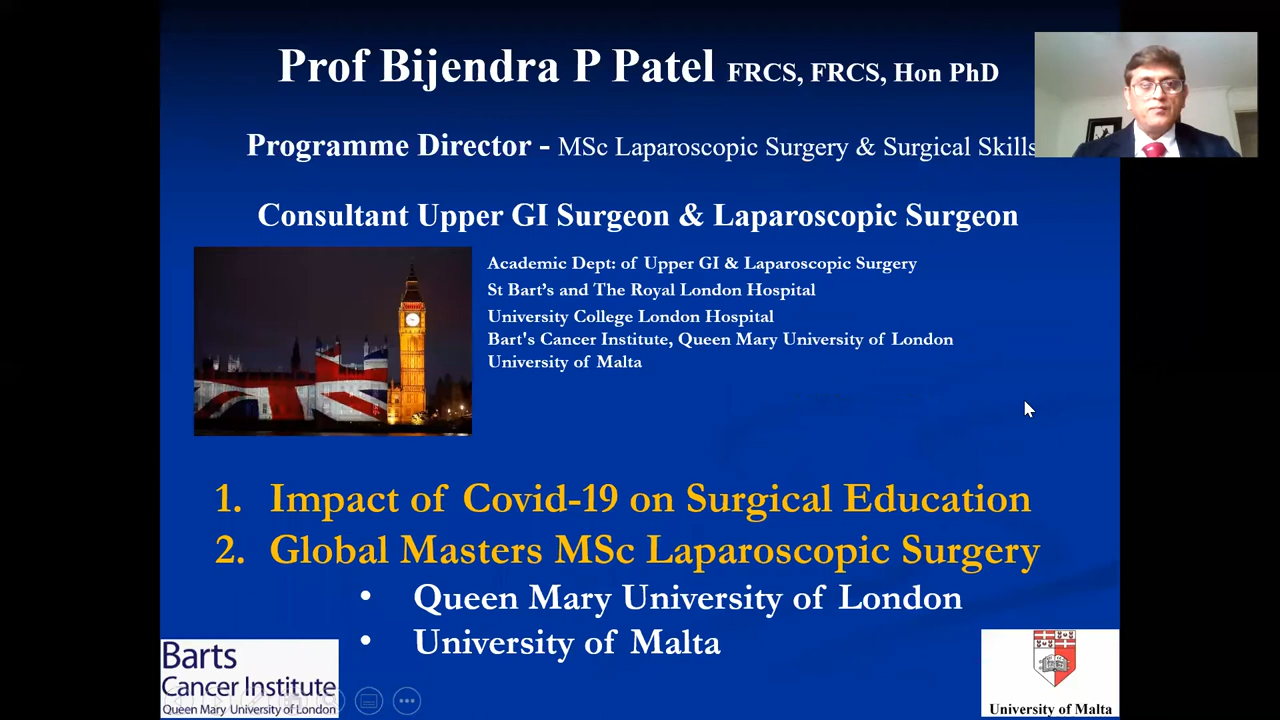 Prof Bijendra P Patel FRCS, FRCS, Hon PhD
Programme Director - MSc Laparoscopic Surgery & Surgical Skills
Consultant Upper GI Surgeon & Laparoscopic Surgeon
Academic Dept: of Upper GI & Laparoscopic Surgery
St Bart's and The Royal London Hospital
University College London Hospital
Bart's Cancer Institute, Queen Mary University of London
University of Malta
1. Impact of Covid-19 on Surgical Education
2. Global Masters MSc Laparoscopic Surgery
• Queen Mary University of London
• University of Malta
Barts
Cancer Institute
Queen Mary University of London
University of Malta